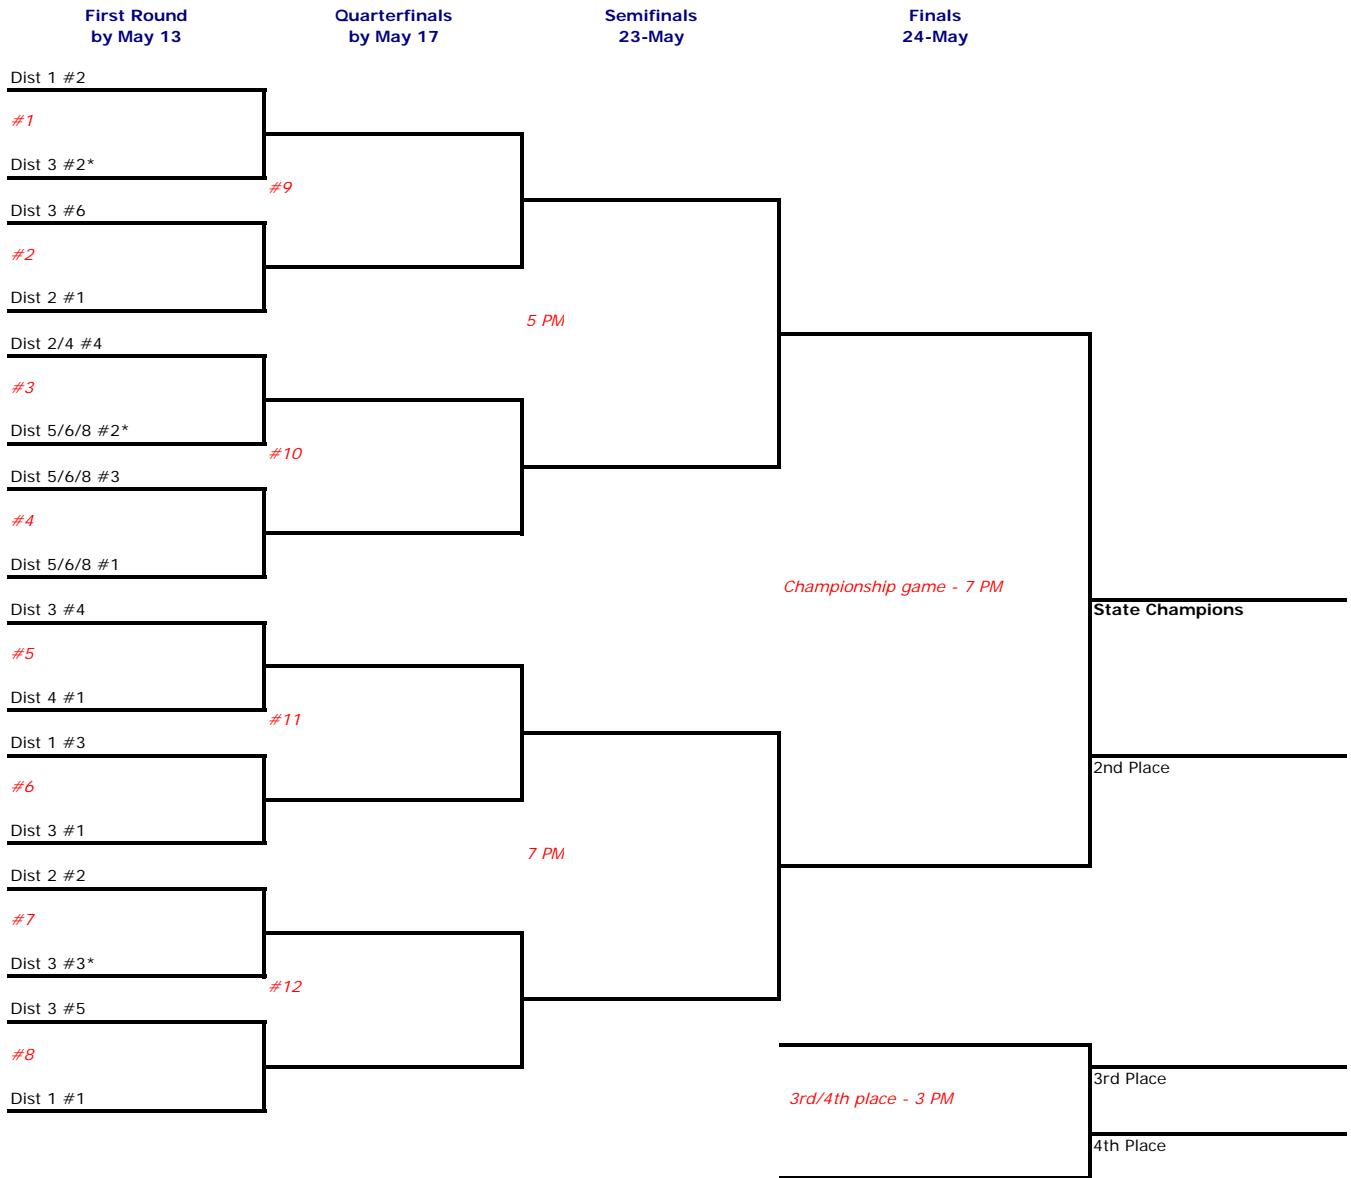 First Round
by May 13
Quarterfinals
by May 17
Semifinals
23-May
Finals
24-May
Dist 1 #2
#1
Dist 3 #2*
#9
Dist 3 #6
#2
Dist 2 #1
5 PM
Dist 2/4 #4
#3
Dist 5/6/8 #2*
#10
Dist 5/6/8 #3
#4
Dist 5/6/8 #1
Championship game - 7 PM
State Champions
Dist 3 #4
#5
Dist 4 #1
#11
Dist 1 #3
2nd Place
#6
Dist 3 #1
7 PM
Dist 2 #2
#7
Dist 3 #3*
#12
Dist 3 #5
#8
3rd Place
Dist 1 #1
3rd/4th place - 3 PM
4th Place